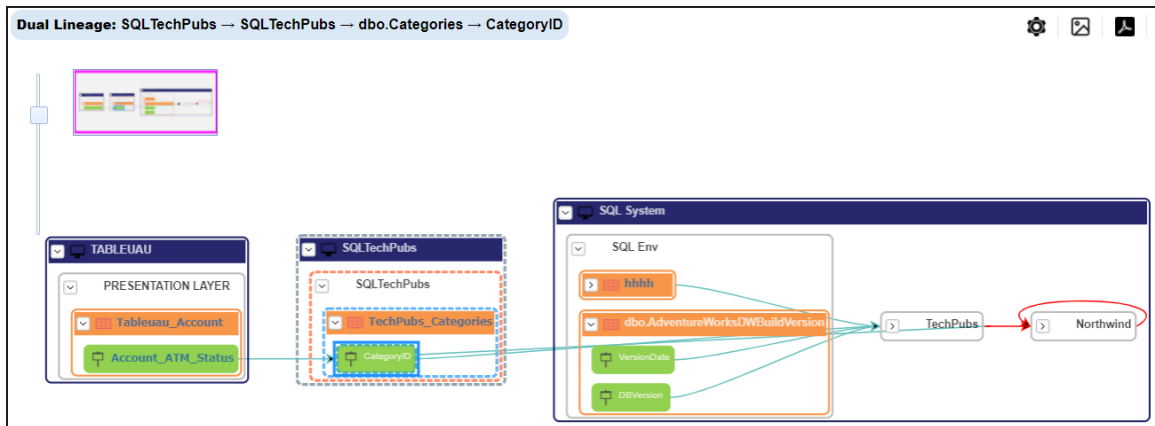 Dual Lineage: SQLTechPubs → SQLTechPubs → dbo.Categories → CategoryID
TABLEUAU
PRESENTATION LAYER
Tableuau_Account
Account_ATM_Status
SQLTechPubs
SQLTechPubs
TechPubs_Categories
CategoryID
SQL System
SQL Env
hhhh
dbo.AdventureWorksDWBuildVersion
VersionDate
DBVersion
TechPubs
Northwind